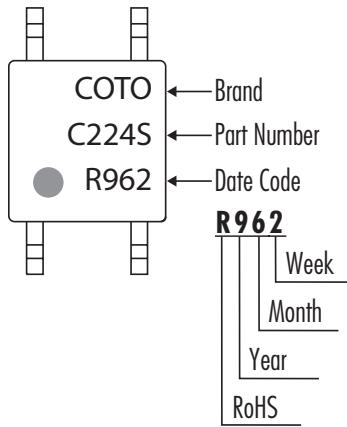 COTO
Brand
C224S
Part Number
R962
Date Code
R962
Week
Month
Year
RoHS